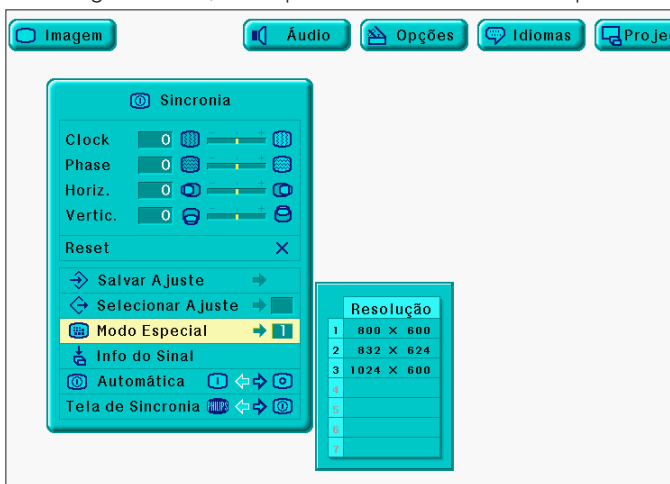 Imagem
Áudio
Opções
Idiomas
Sincronia
Clock 0
Phase 0
Horiz. 0
Vertic. 0
Reset
Salvar Ajuste
Selecionar Ajuste
Modo Especial 1
Info do Sinal
Automática
Tela de Sincronia PHILIPS
Resolução
1 800 × 600
2 832 × 624
3 1024 × 600
4
5
6
7